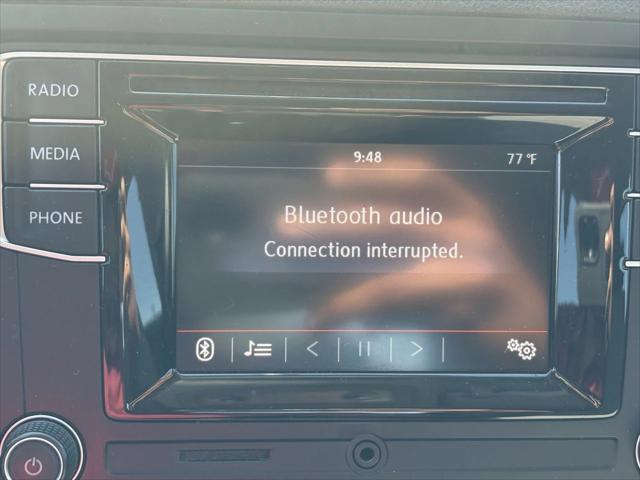 RADIO
MEDIA
PHONE
9:48 77 °F
Bluetooth audio
Connection interrupted.